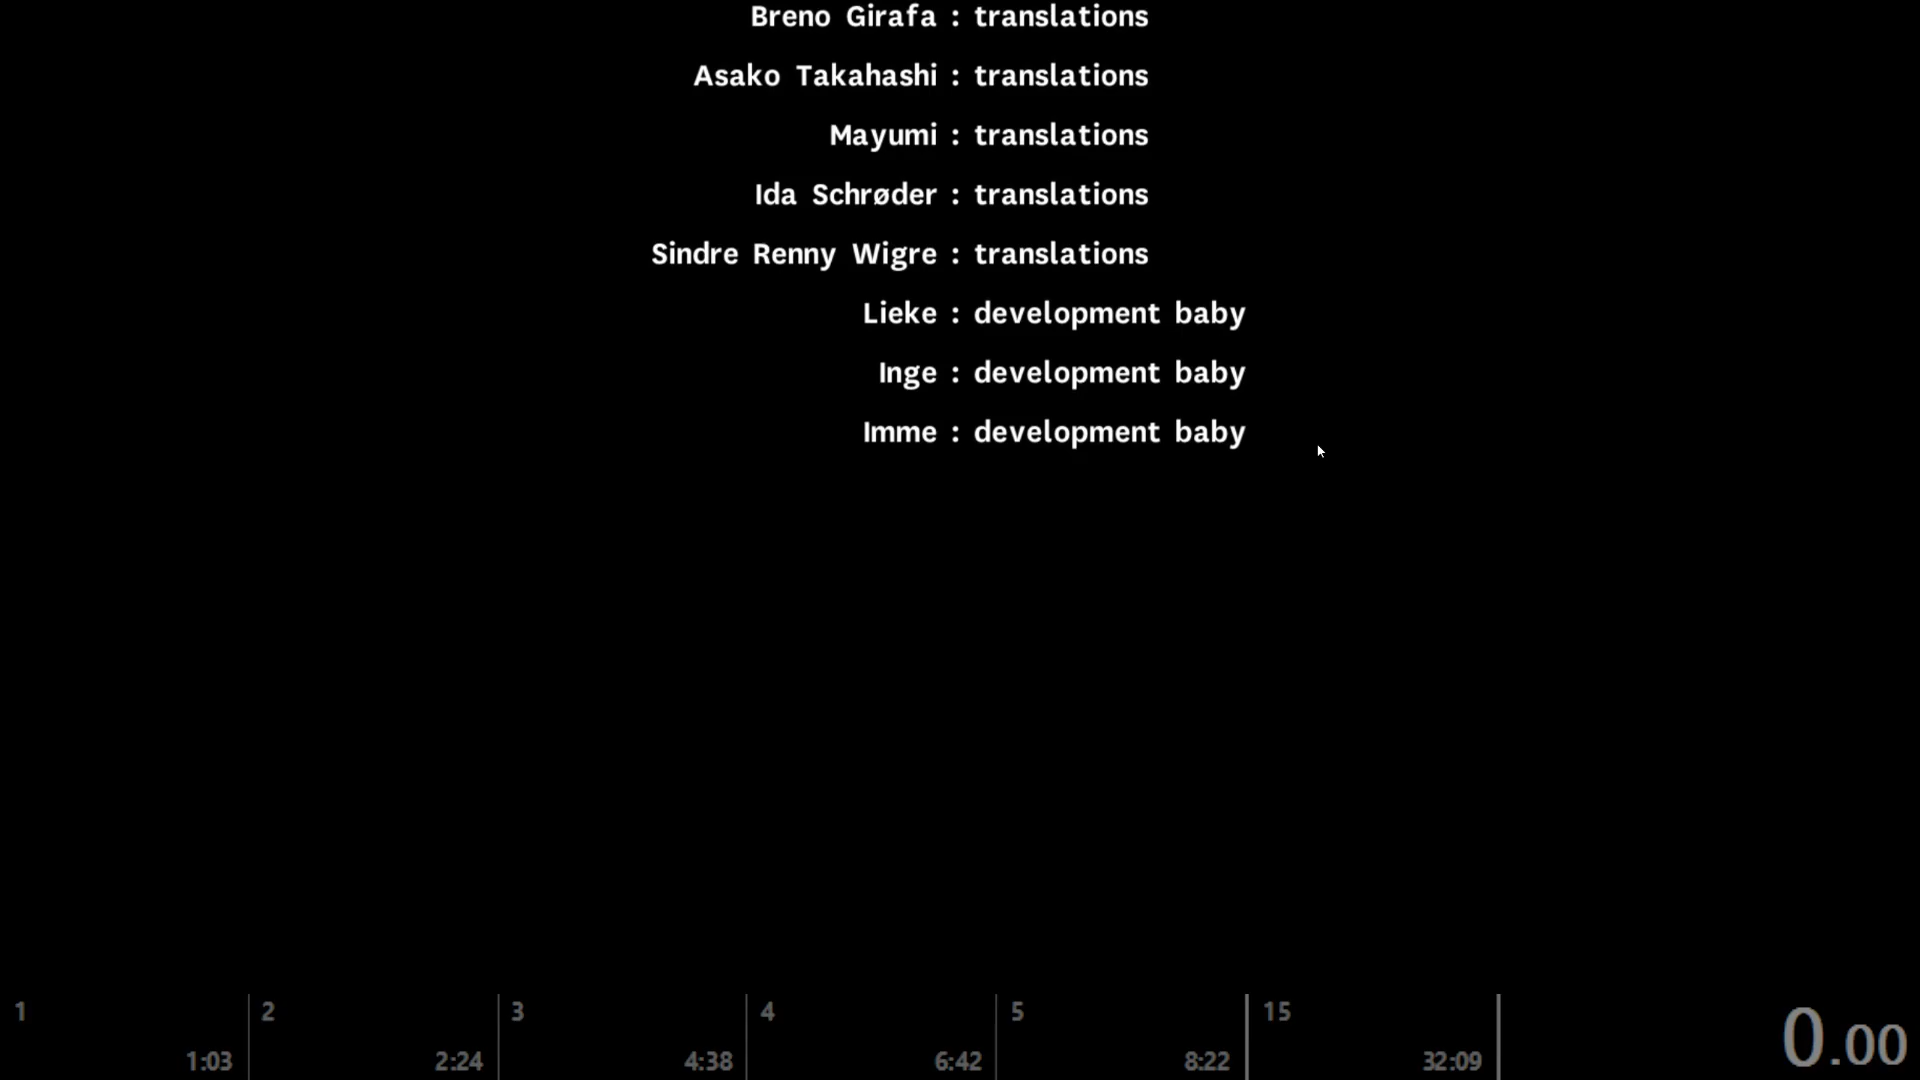 Breno Girafa : translations
Asako Takahashi : translations
Mayumi : translations
Ida Schrøder : translations
Sindre Renny Wigre : translations
Lieke : development baby
Inge : development baby
Imme : development baby
1 2 3 4 5 15
1:03 2:24 4:38 6:42 8:22 32:09 0.00